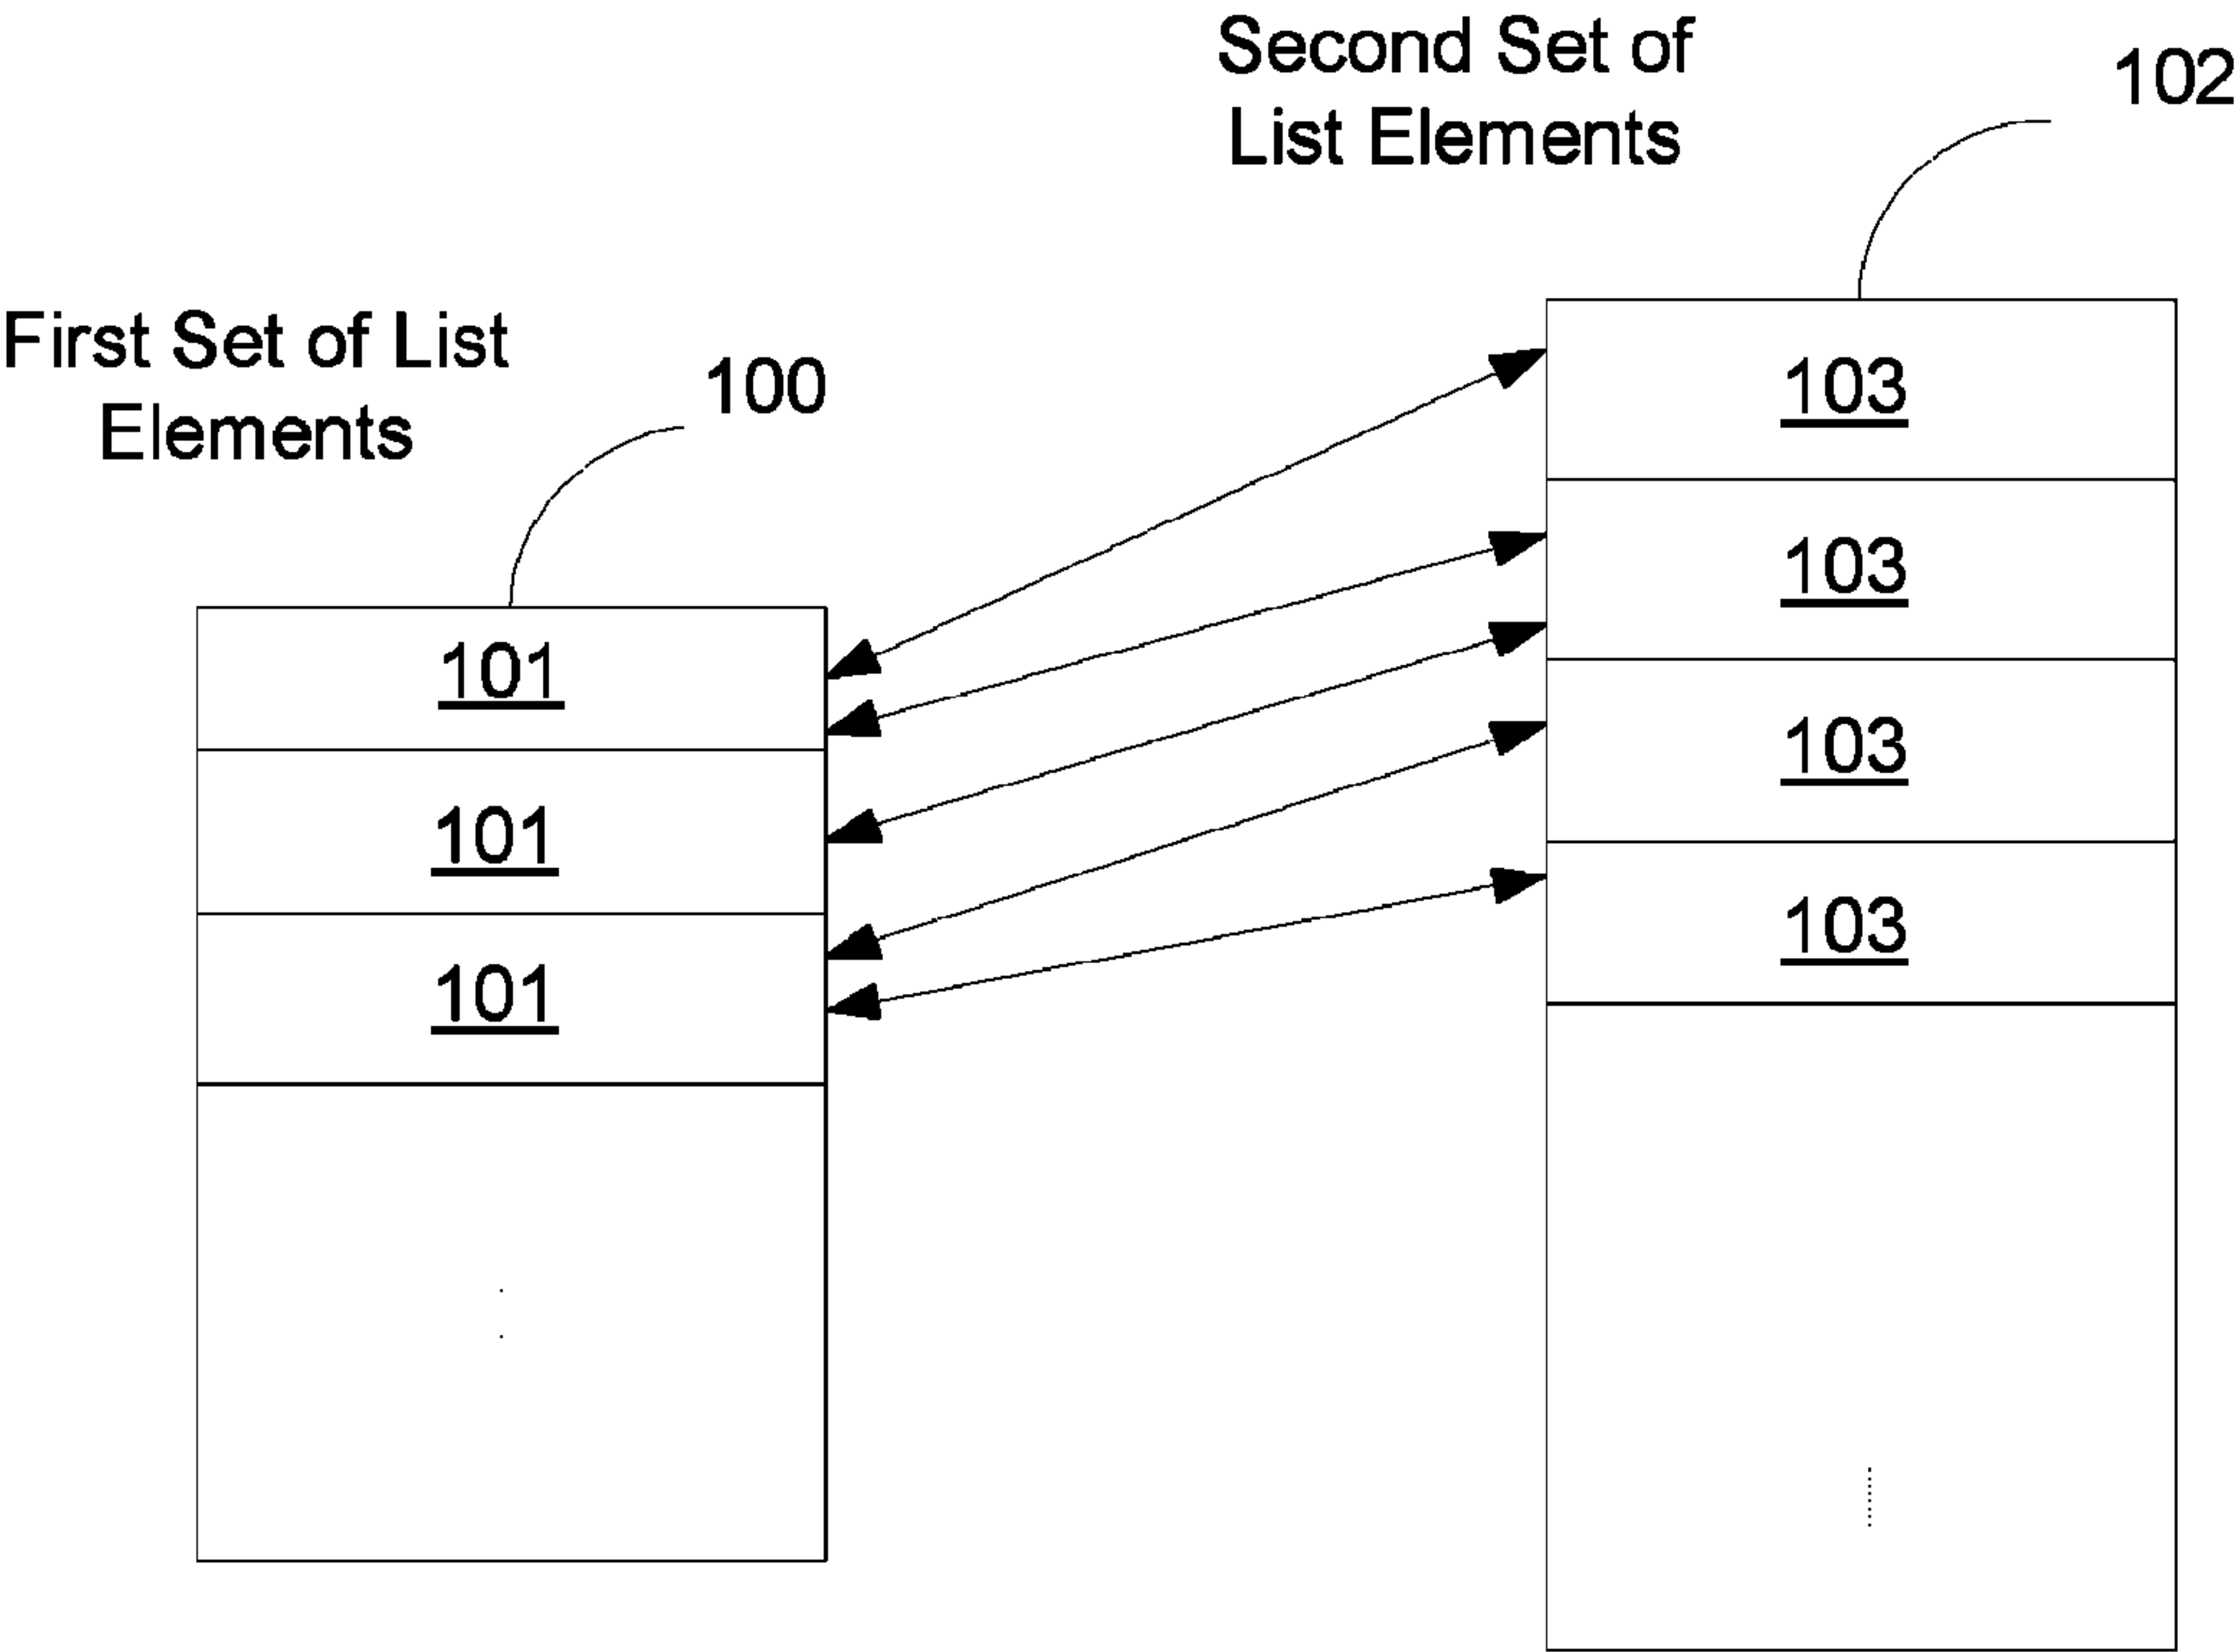 Second Set of
List Elements
102
First Set of List
Elements
100
103
103
103
103
101
101
101